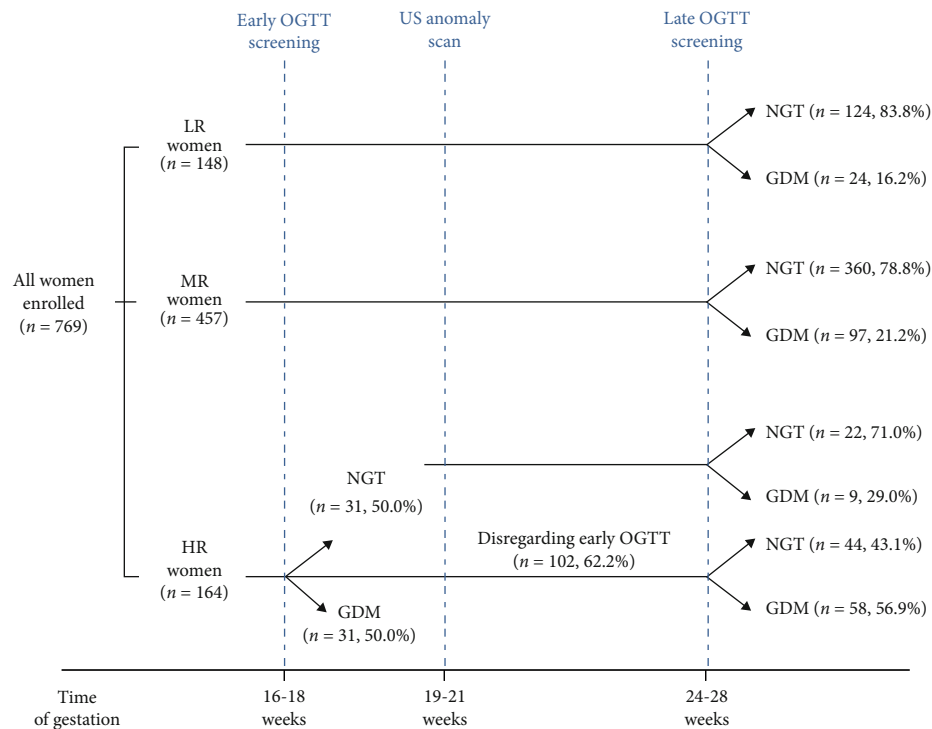 Early OGTT
screening
US anomaly
scan
Late OGTT
screening
LR
women
(n = 148)
NGT (n = 124, 83.8%)
GDM (n = 24, 16.2%)
All women
enrolled
(n = 769)
MR
women
(n = 457)
NGT (n = 360, 78.8%)
GDM (n = 97, 21.2%)
NGT
(n = 31, 50.0%)
NGT (n = 22, 71.0%)
GDM (n = 9, 29.0%)
HR
women
(n = 164)
GDM
(n = 31, 50.0%)
Disregarding early OGTT
(n = 102, 62.2%)
NGT (n = 44, 43.1%)
GDM (n = 58, 56.9%)
Time
of gestation
16-18
weeks
19-21
weeks
24-28
weeks